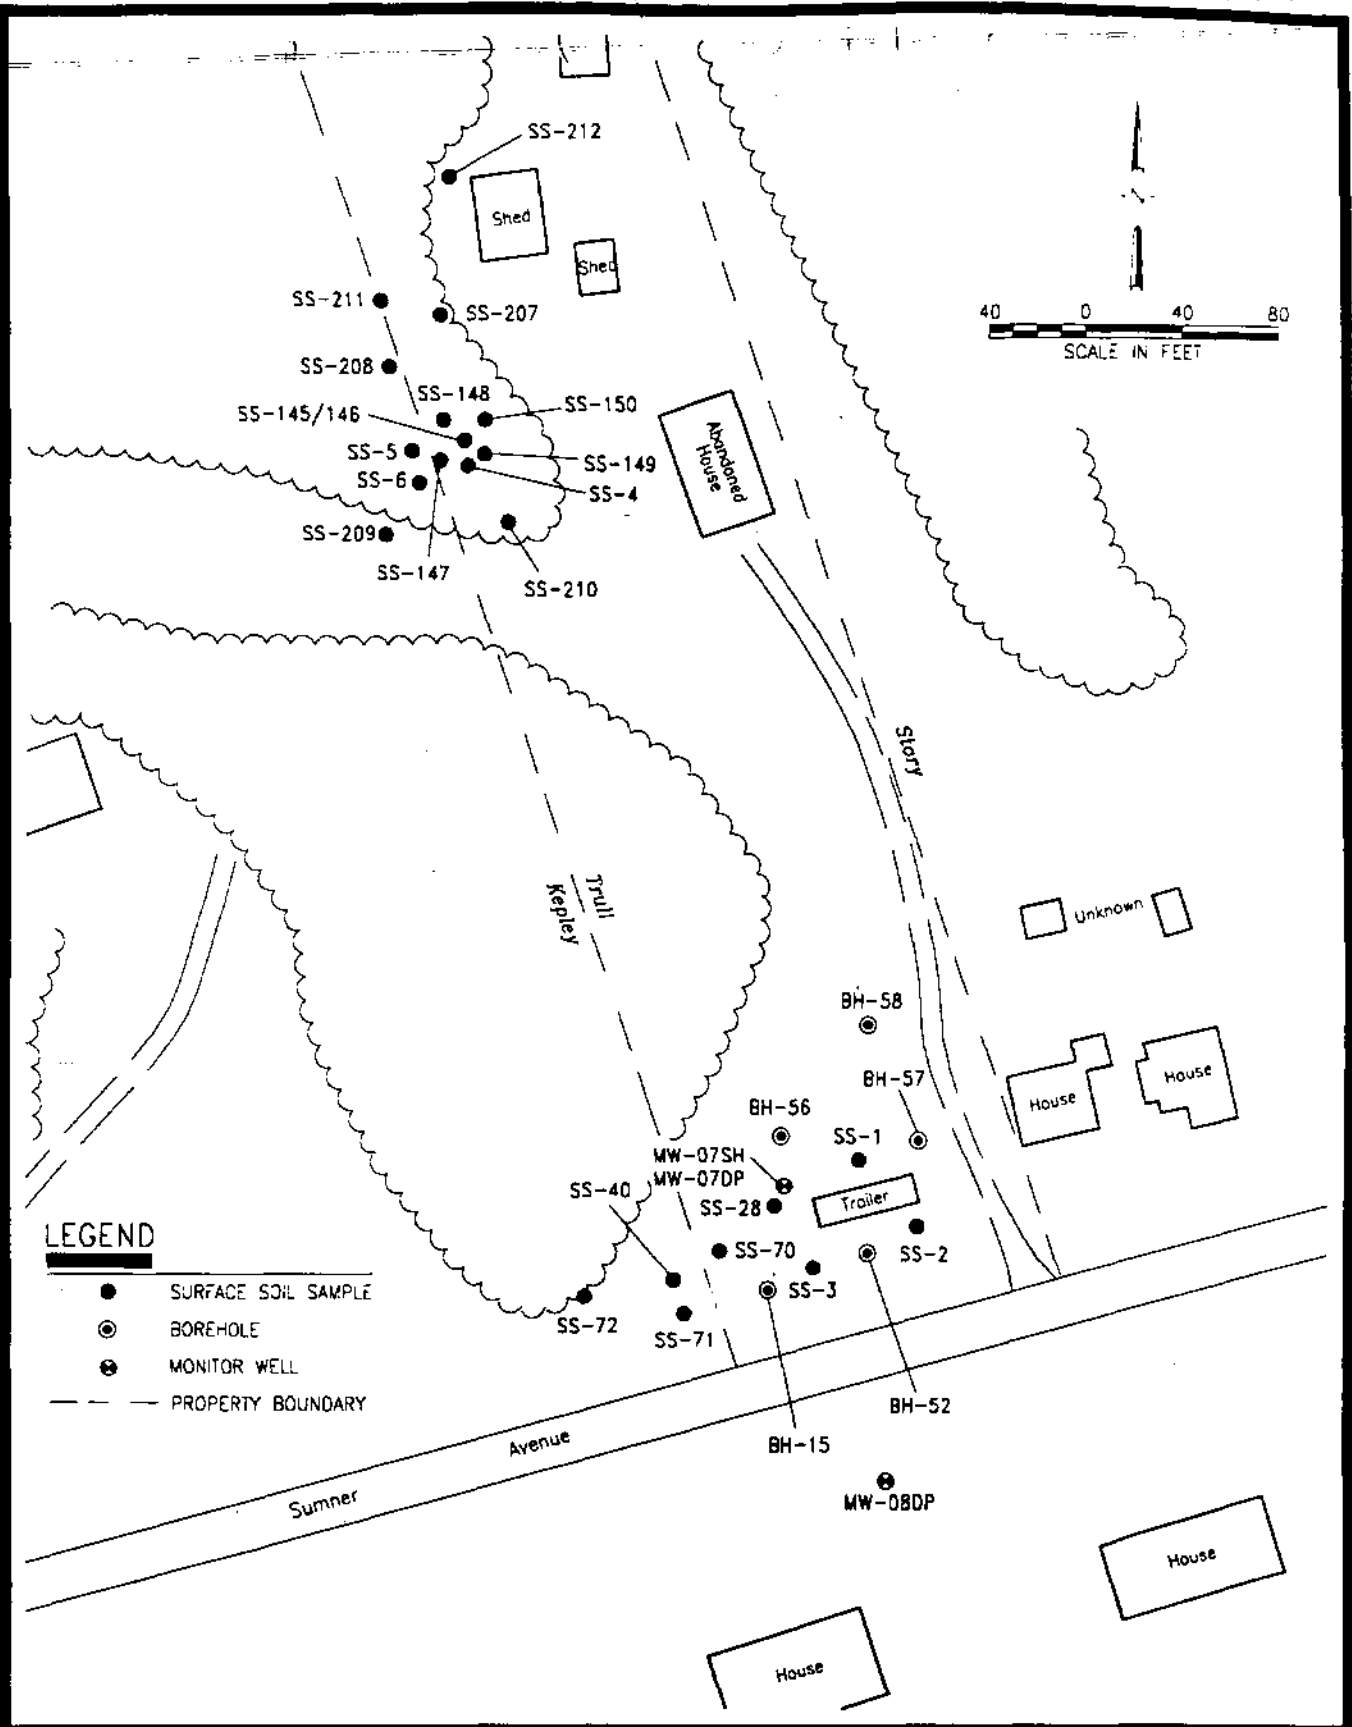 SS-212
Shed
Shed
N
SS-211
SS-207
40 0 40 80
SCALE IN FEET
SS-208
SS-148
SS-150
SS-145/146
SS-5
SS-149
SS-6
SS-4
SS-209
SS-147
SS-210
Abandoned
House
Story
Trull
Kepley
Unknown
BH-58
BH-57
House
House
BH-56
SS-1
MW-07SH
MW-07DP
SS-40
SS-28
Trailer
SS-70
SS-2
SS-3
SS-72
SS-71
LEGEND
SURFACE SOIL SAMPLE
BOREHOLE
MONITOR WELL
PROPERTY BOUNDARY
BH-52
BH-15
Sumner Avenue
MW-08DP
House
House